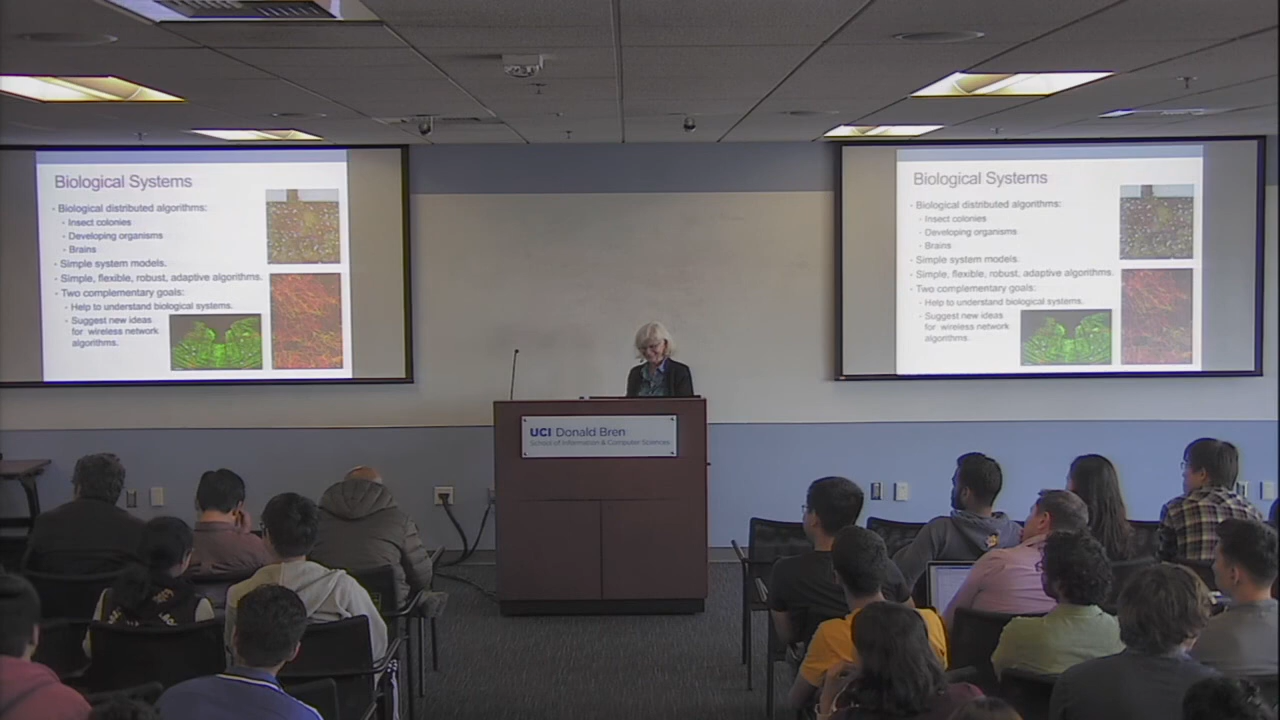 Biological Systems
- Biological distributed algorithms:
- Insect colonies
- Developing organisms
- Brains
- Simple system models.
- Simple, flexible, robust, adaptive algorithms.
- Two complementary goals:
- Help to understand biological systems.
- Suggest new ideas
for wireless network
algorithms.
UCI Donald Bren
School of Information & Computer Sciences
Biological Systems
- Biological distributed algorithms:
- Insect colonies
- Developing organisms
- Brains
- Simple system models.
- Simple, flexible, robust, adaptive algorithms.
- Two complementary goals:
- Help to understand biological systems.
- Suggest new ideas
for wireless network
algorithms.